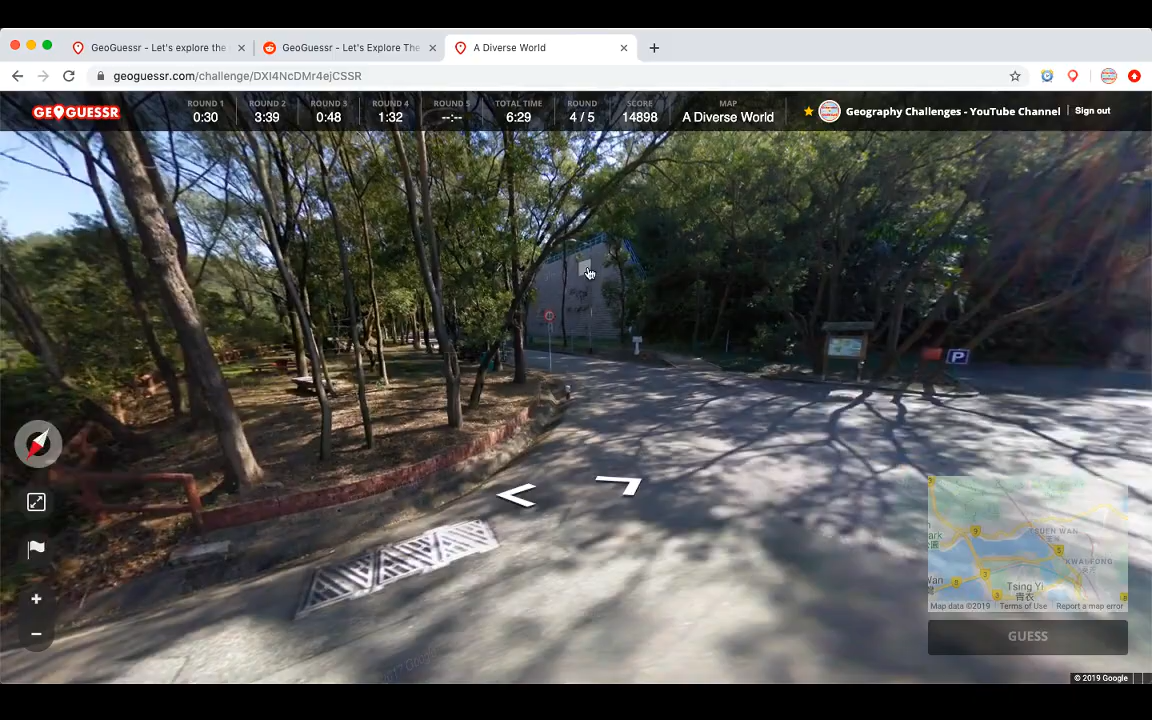 GeoGuessr - Let's explore the
GeoGuessr - Let's Explore The
A Diverse World
geoguessr.com/challenge/DXI4NcDMr4ejCSSR
GEOGUESSR
ROUND 1
0:30
ROUND 2
3:39
ROUND 3
0:48
ROUND 4
1:32
ROUND 5
--:--
TOTAL TIME
6:29
ROUND
4 / 5
SCORE
14898
MAP
A Diverse World
Geography Challenges - YouTube Channel
Sign out
P
TSUEN WAN
KWAI FONG
Tsing Yi
青衣
Map data ©2019 Terms of Use Report a map error
GUESS
© 2019 Google